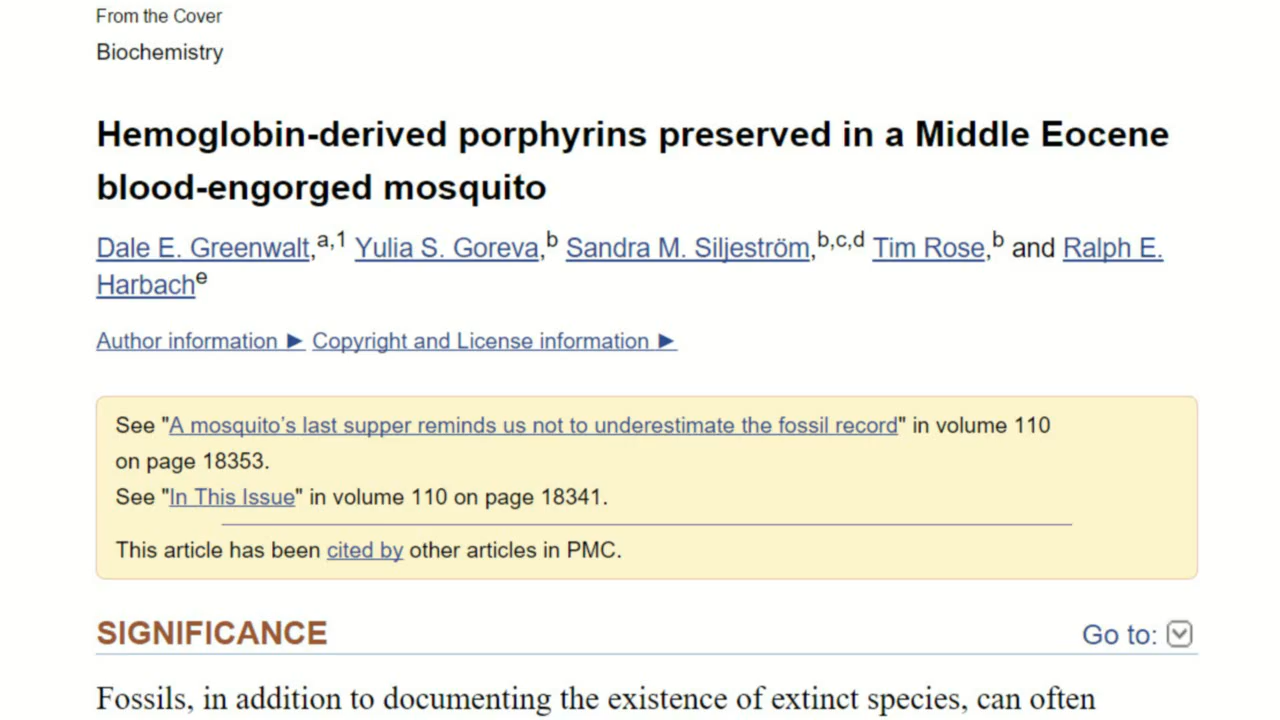 From the Cover
Biochemistry
Hemoglobin-derived porphyrins preserved in a Middle Eocene
blood-engorged mosquito
Dale E. Greenwalt,a,1 Yulia S. Goreva,b Sandra M. Siljeström,b,c,d Tim Rose,b and Ralph E.
Harbache
Author information ► Copyright and License information ►
See "A mosquito's last supper reminds us not to underestimate the fossil record" in volume 110
on page 18353.
See "In This Issue" in volume 110 on page 18341.
This article has been cited by other articles in PMC.
SIGNIFICANCE Go to:
Fossils, in addition to documenting the existence of extinct species, can often